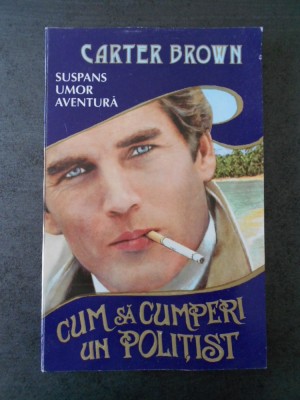 CARTER BROWN
SUSPANS
UMOR
AVENTURĂ
CUM SĂ CUMPERI
UN POLIȚIST